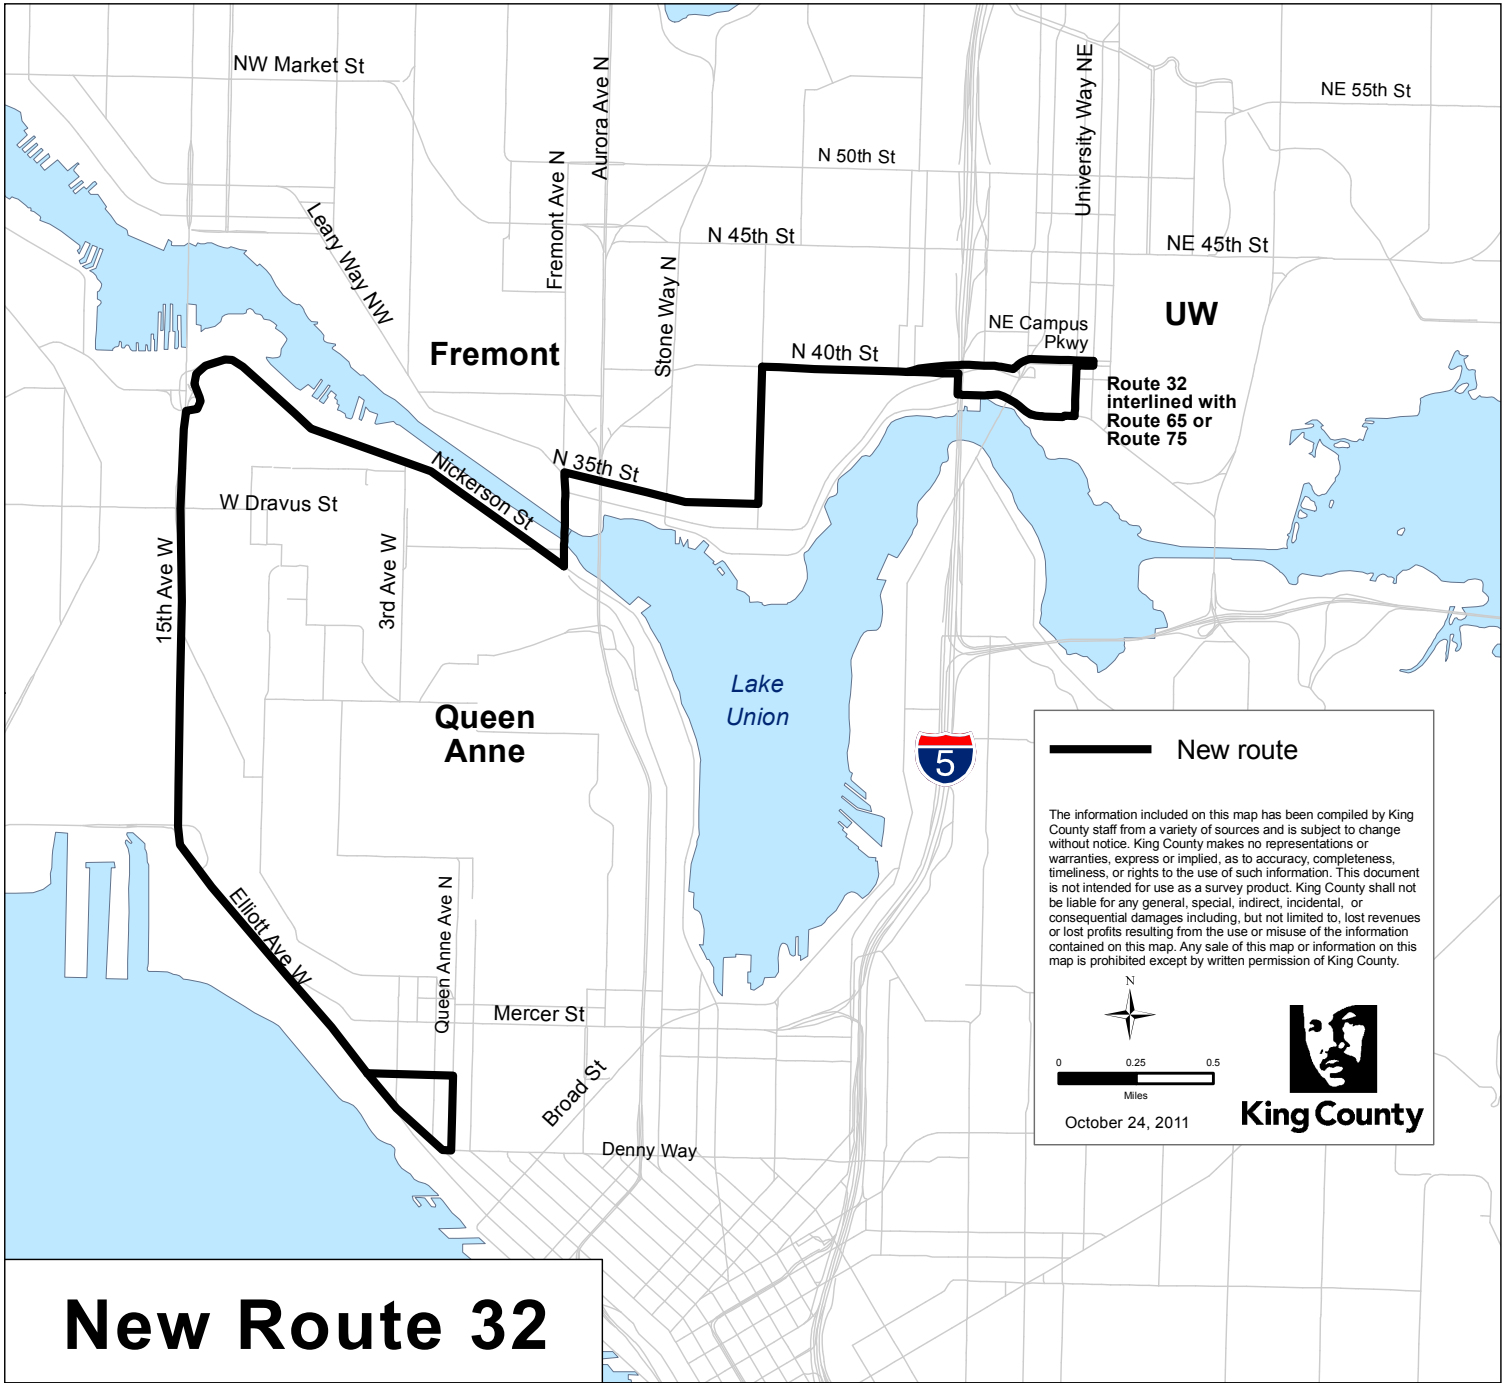 NW Market St
Aurora Ave N
University Way NE
NE 55th St
N 50th St
Fremont Ave N
Leary Way NW
N 45th St
NE 45th St
Stone Way N
UW
NE Campus
Pkwy
Fremont
N 40th St
Route 32
interlined with
Route 65 or
Route 75
N 35th St
Nickerson St
W Dravus St
15th Ave W
3rd Ave W
Lake
Union
Queen
Anne
5
New route
The information included on this map has been compiled by King
County staff from a variety of sources and is subject to change
without notice. King County makes no representations or
warranties, express or implied, as to accuracy, completeness,
timeliness, or rights to the use of such information. This document
is not intended for use as a survey product. King County shall not
be liable for any general, special, indirect, incidental, or
consequential damages including, but not limited to, lost revenues
or lost profits resulting from the use or misuse of the information
contained on this map. Any sale of this map or information on this
map is prohibited except by written permission of King County.
Elliott Ave W
Queen Anne Ave N
Mercer St
N
0 0.25 0.5
Miles
October 24, 2011
King County
Broad St
Denny Way
New Route 32